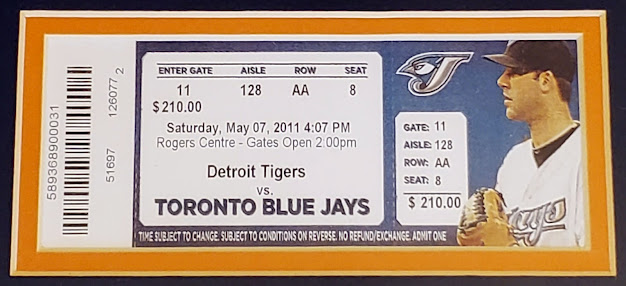 589368900031
51697 126077 2
ENTER GATE AISLE ROW SEAT
11 128 AA 8
$210.00
Saturday, May 07, 2011 4:07 PM
Rogers Centre - Gates Open 2:00pm
Detroit Tigers
vs.
TORONTO BLUE JAYS
TIME SUBJECT TO CHANGE. SUBJECT TO CONDITIONS ON REVERSE. NO REFUND/EXCHANGE. ADMIT ONE
GATE: 11
AISLE: 128
ROW: AA
SEAT: 8
$ 210.00